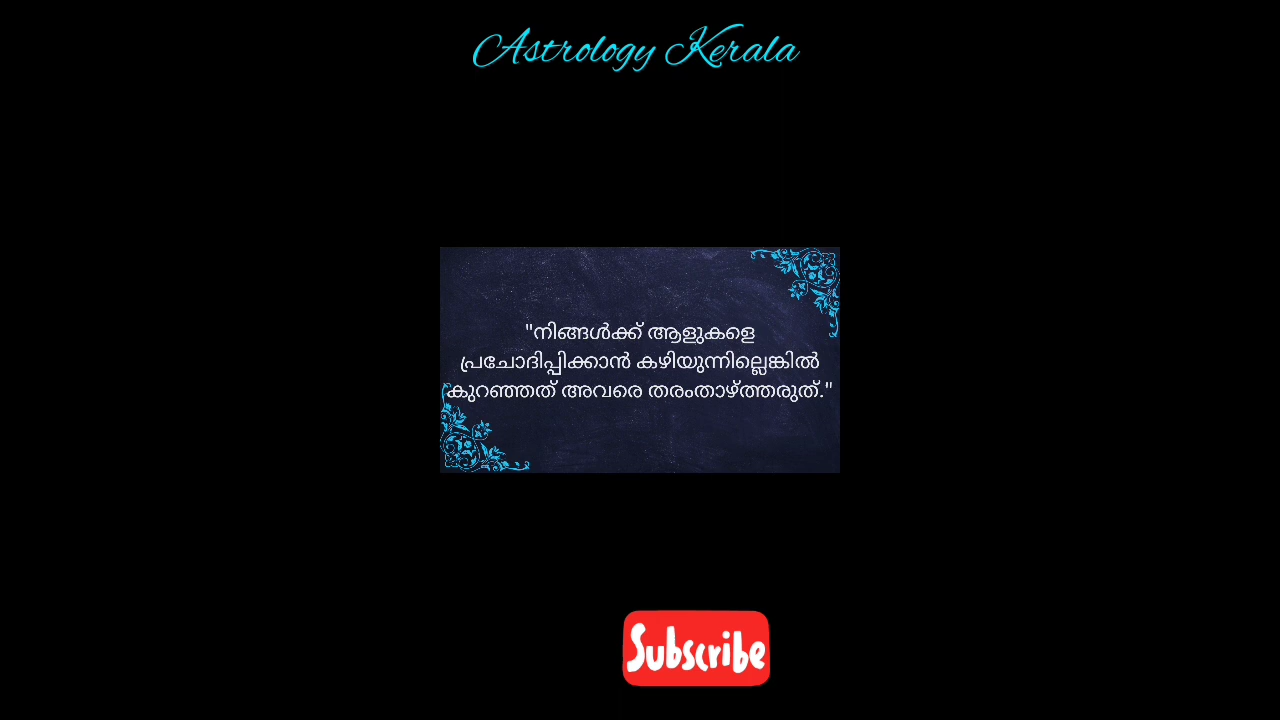 Astrology Kerala
"നിങ്ങൾക്ക് ആളുകളെ
പ്രചോദിപ്പിക്കാൻ കഴിയുന്നില്ലെങ്കിൽ
കുറഞ്ഞത് അവരെ തരംതാഴ്ത്തരുത്."
Subscribe